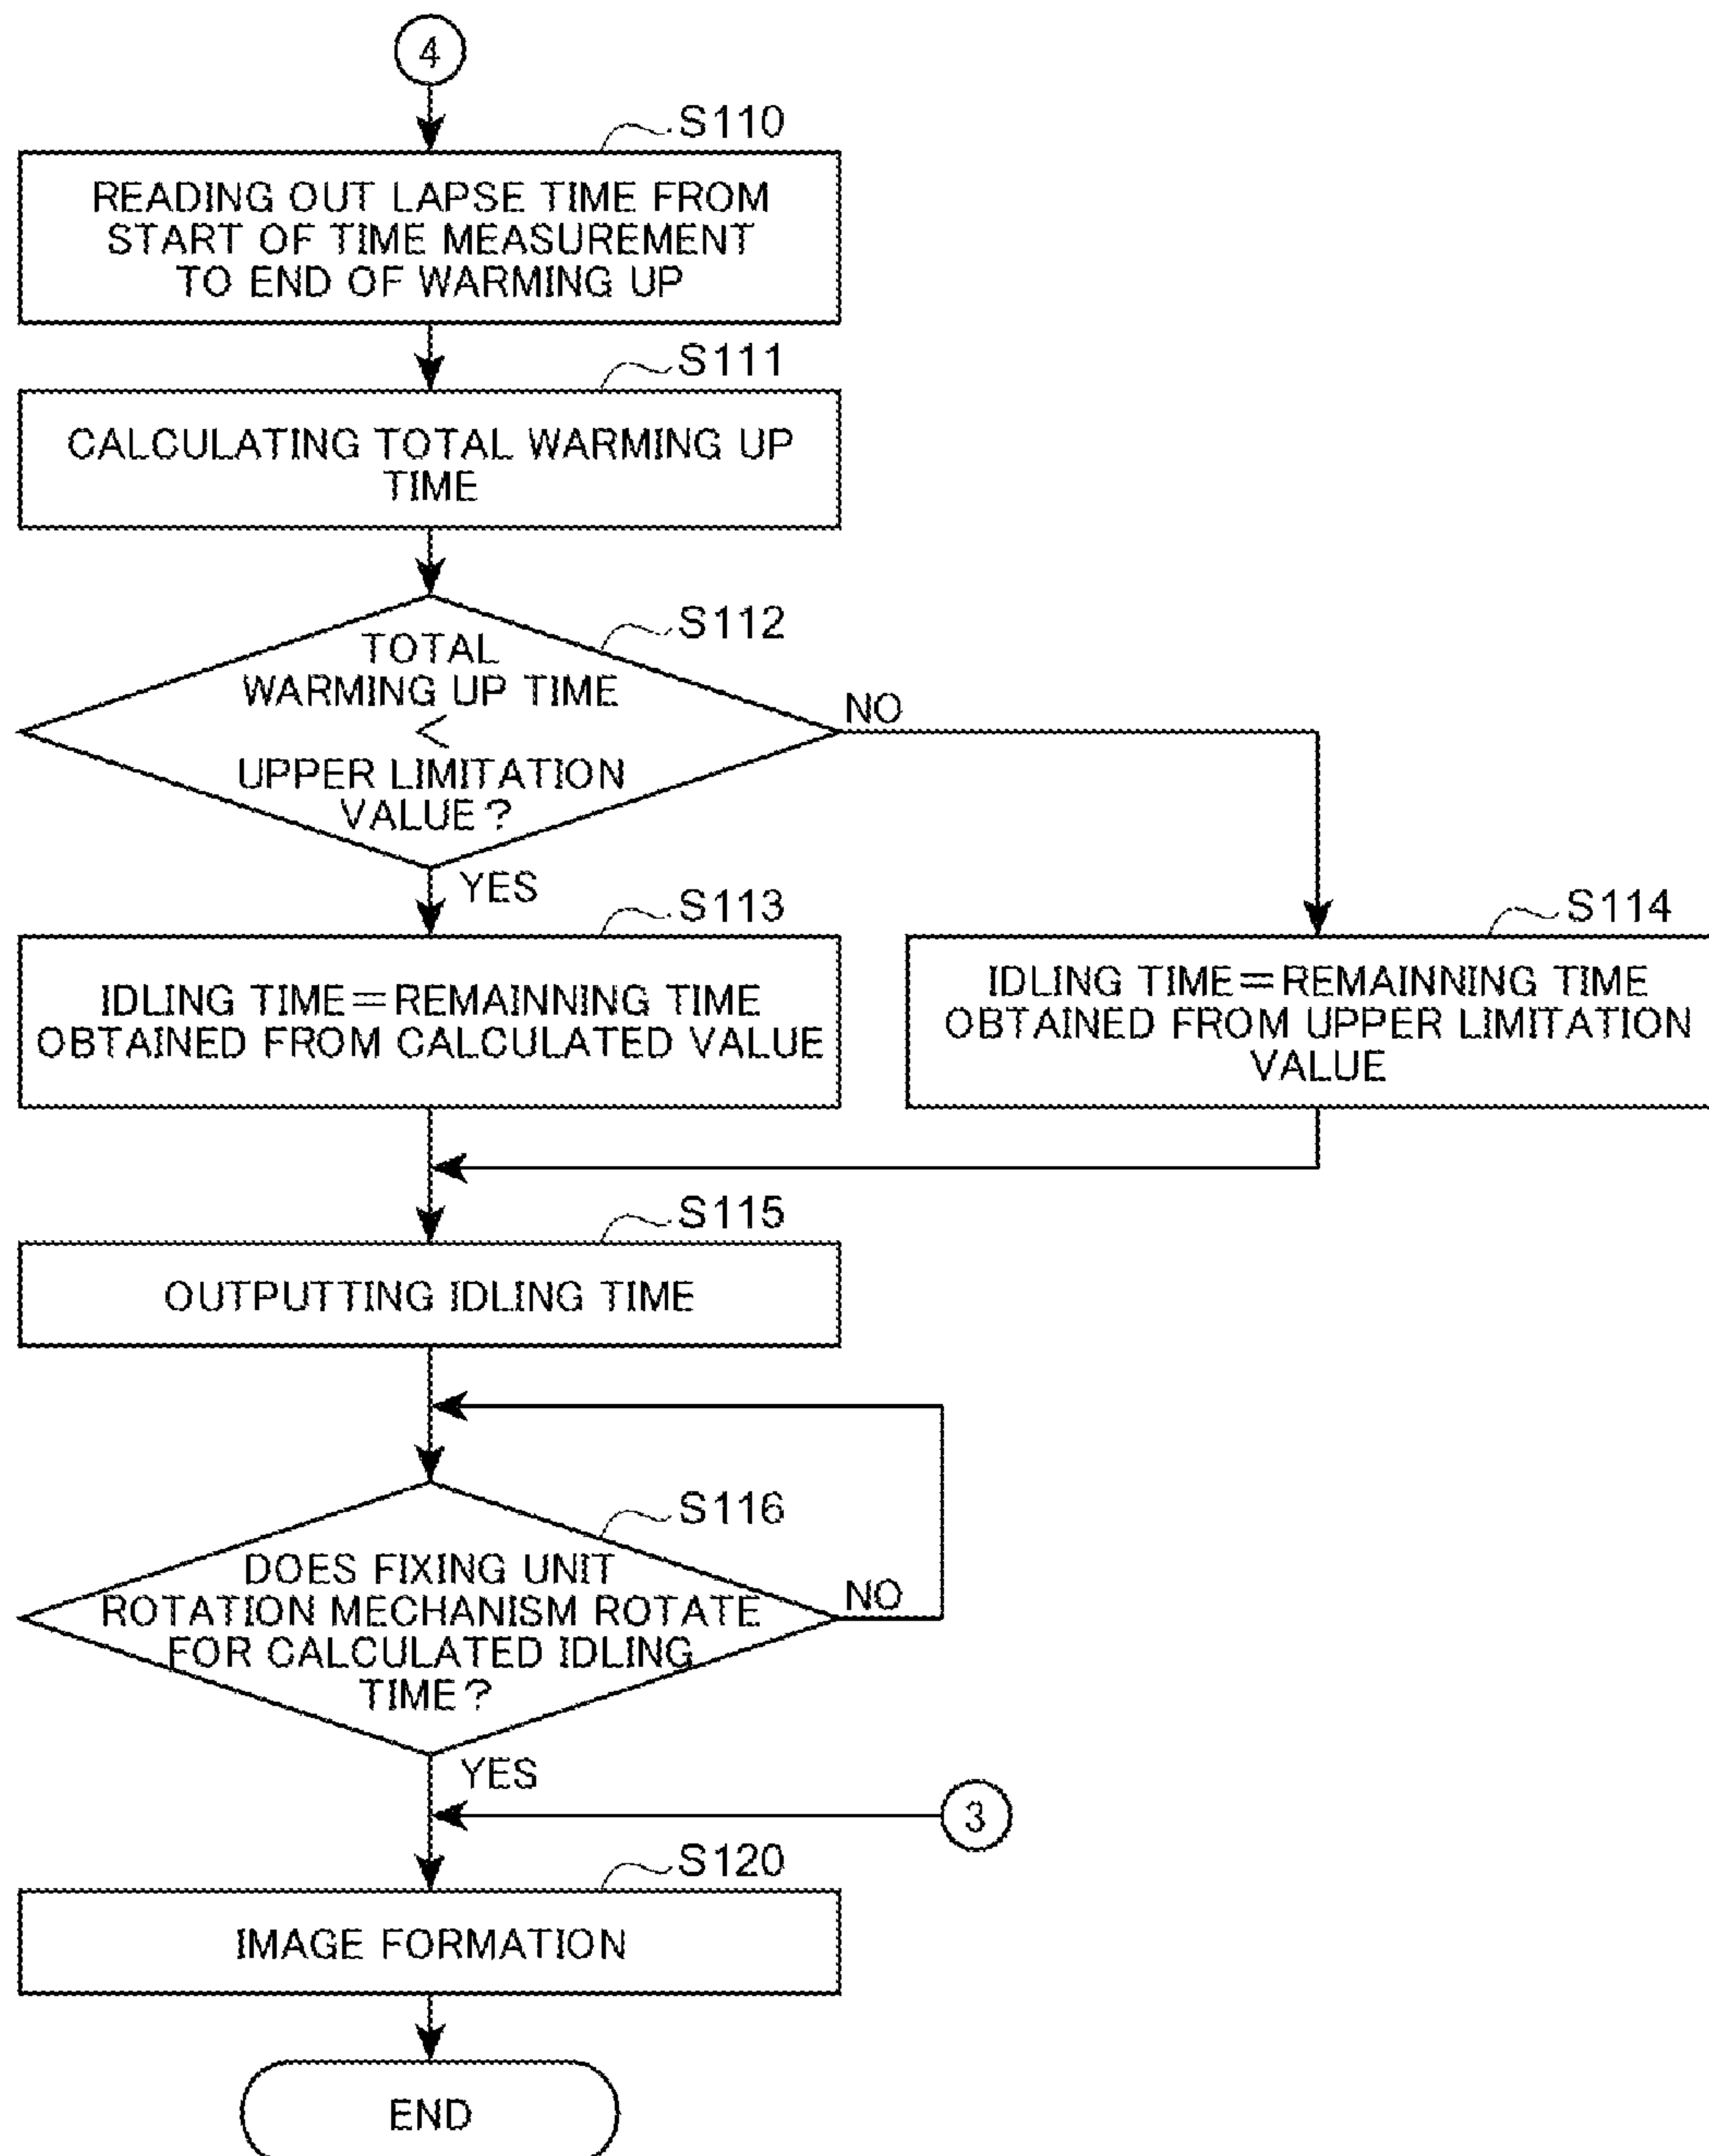 4
S110
READING OUT LAPSE TIME FROM
START OF TIME MEASUREMENT
TO END OF WARMING UP
S111
CALCULATING TOTAL WARMING UP
TIME
S112
TOTAL
WARMING UP TIME
<
UPPER LIMITATION
VALUE?
NO
YES
S113
IDLING TIME=REMAINNING TIME
OBTAINED FROM CALCULATED VALUE
S114
IDLING TIME=REMAINNING TIME
OBTAINED FROM UPPER LIMITATION
VALUE
S115
OUTPUTTING IDLING TIME
S116
DOES FIXING UNIT
ROTATION MECHANISM ROTATE
FOR CALCULATED IDLING
TIME?
NO
YES
3
S120
IMAGE FORMATION
END